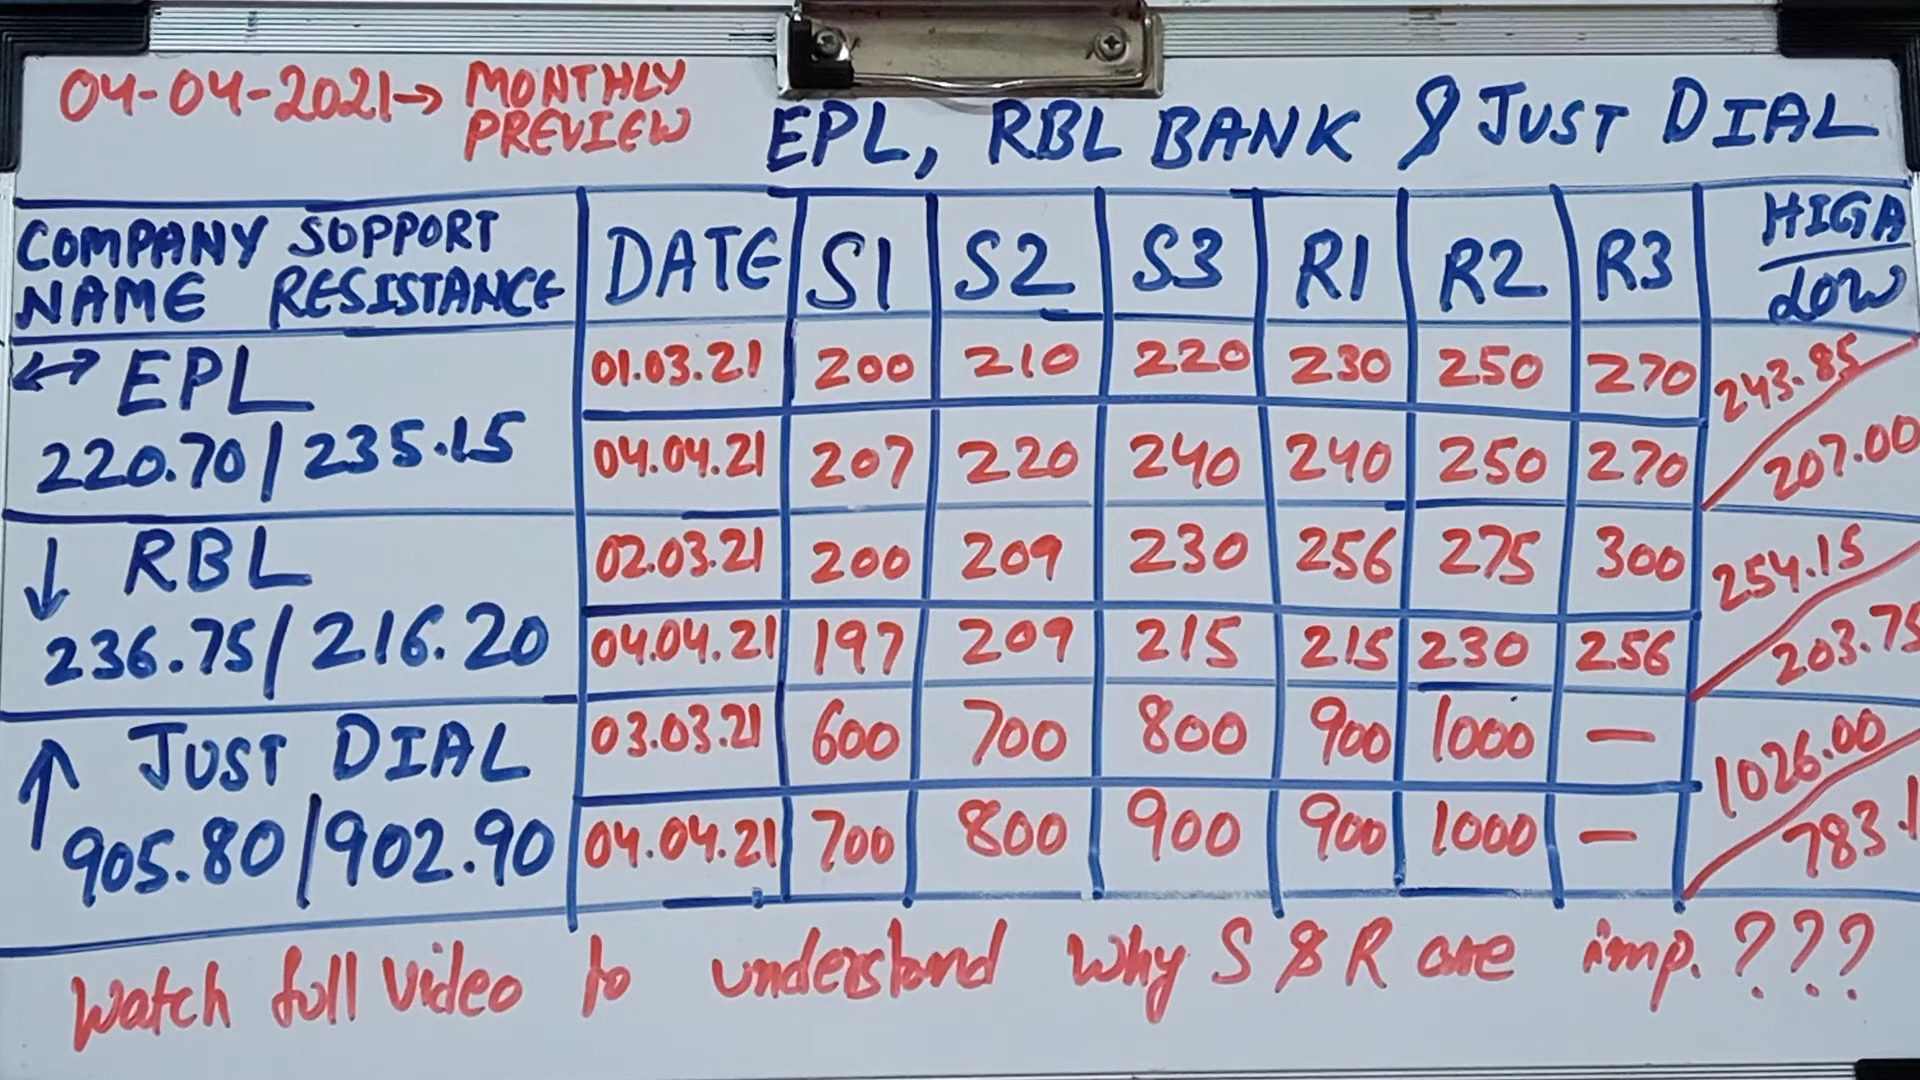 04-04-2021→ MONTHLY PREVIEW
EPL, RBL BANK & JUST DIAL
COMPANY NAME SUPPORT RESISTANCE DATE S1 S2 S3 R1 R2 R3 HIGH LOW
↔ EPL 01.03.21 200 210 220 230 250 270 243.85
220.70/235.15 04.04.21 207 220 240 240 250 270 207.00
↓ RBL 02.03.21 200 209 230 256 275 300 254.15
236.75/216.20 04.04.21 197 209 215 215 230 256 203.75
↑ JUST DIAL 03.03.21 600 700 800 900 1000 — 1026.00
905.80/902.90 04.04.21 700 800 900 900 1000 — 783.1
Watch full video to understand why S & R are imp. ???